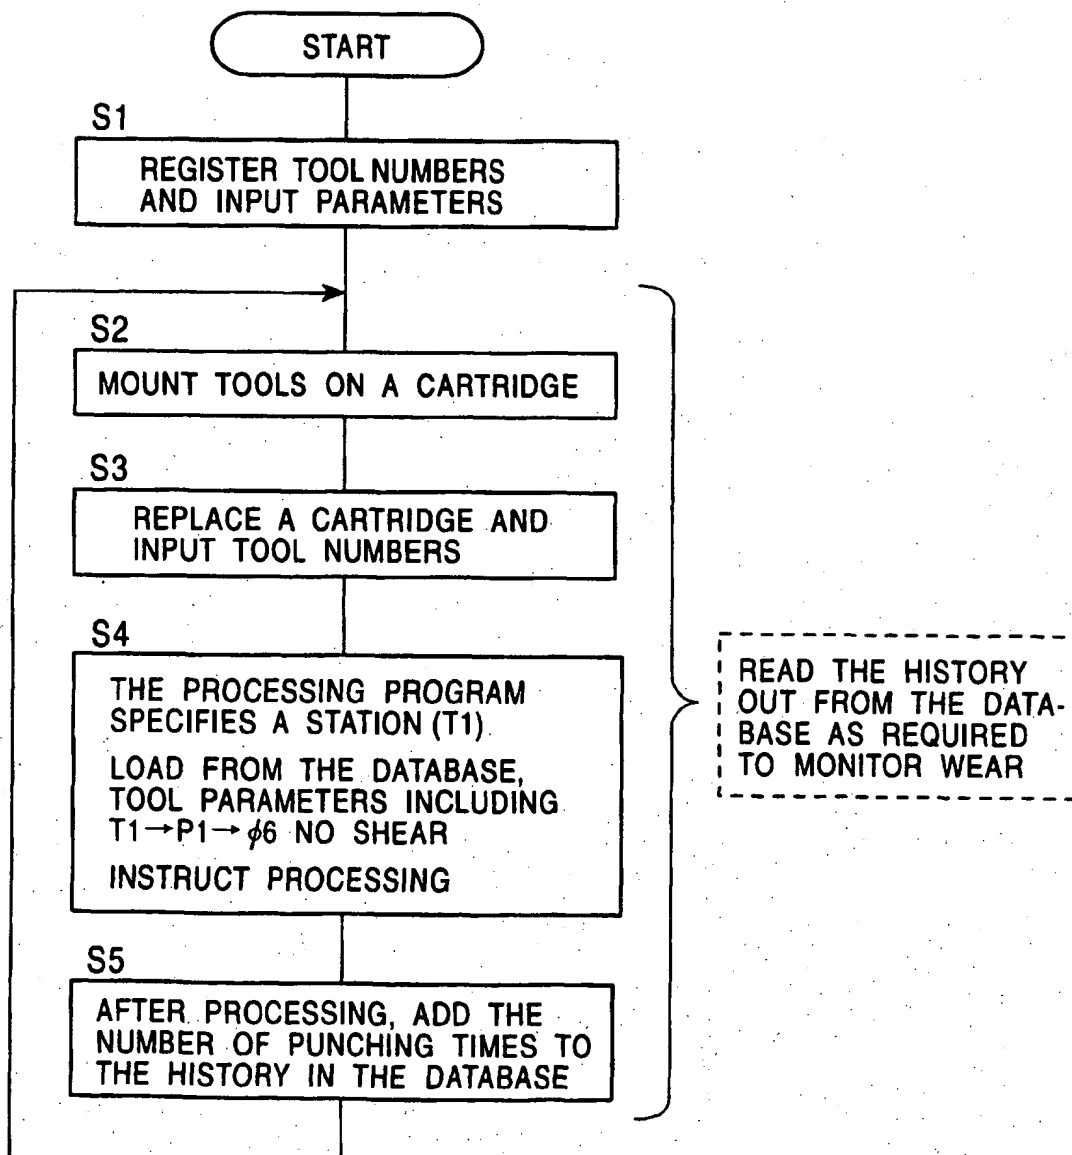 START
S1
REGISTER TOOL NUMBERS
AND INPUT PARAMETERS
S2
MOUNT TOOLS ON A CARTRIDGE
S3
REPLACE A CARTRIDGE AND
INPUT TOOL NUMBERS
S4
THE PROCESSING PROGRAM
SPECIFIES A STATION (T1)
LOAD FROM THE DATABASE,
TOOL PARAMETERS INCLUDING
T1→P1→ϕ6 NO SHEAR
INSTRUCT PROCESSING
S5
AFTER PROCESSING, ADD THE
NUMBER OF PUNCHING TIMES TO
THE HISTORY IN THE DATABASE
READ THE HISTORY
OUT FROM THE DATA-
BASE AS REQUIRED
TO MONITOR WEAR